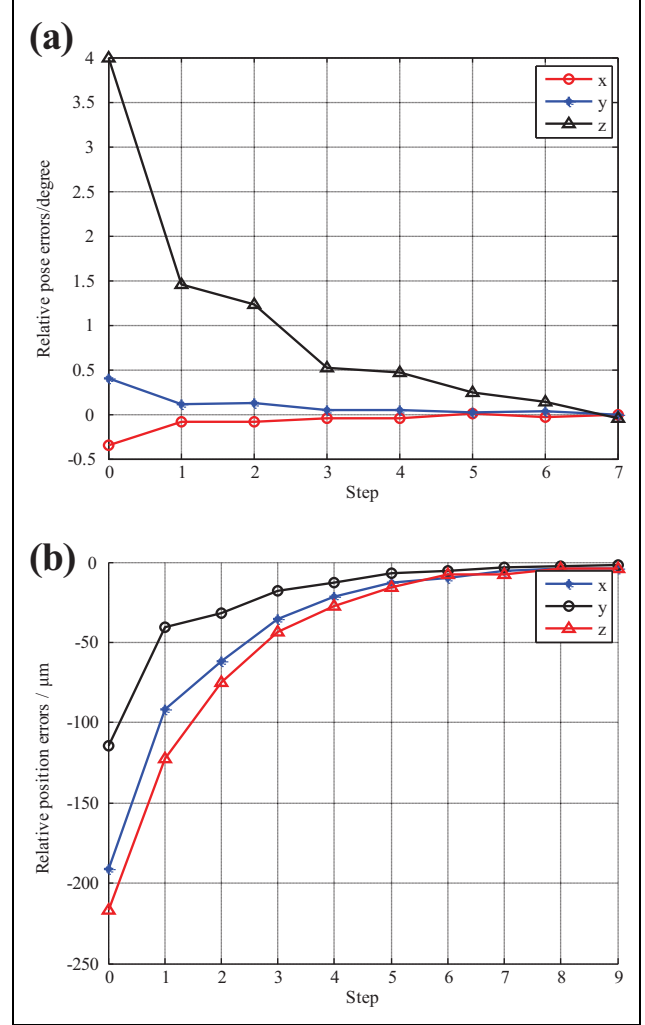 (a)
4
3.5
3
2.5
2
1.5
1
0.5
0
-0.5
Relative pose errors/degree
x
y
z
0 1 2 3 4 5 6 7
Step
(b)
0
-50
-100
-150
-200
-250
Relative position errors / μm
x
y
z
0 1 2 3 4 5 6 7 8 9
Step